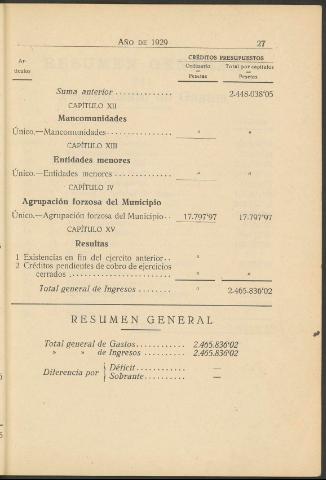 AÑO DE 1929 27
CRÉDITOS PRESUPUESTOS
Artículos Ordinario Total por capítulos
Pesetas Pesetas
Suma anterior 2.448.038'05
CAPÍTULO XII
Mancomunidades
Único.—Mancomunidades » »
CAPÍTULO XIII
Entidades menores
Único.—Entidades menores » »
CAPÍTULO IV
Agrupación forzosa del Municipio
Único.—Agrupación forzosa del Municipio 17.797'97 17.797'97
CAPÍTULO XV
Resultas
1 Existencias en fin del ejercito anterior »
2 Créditos pendientes de cobro de ejercicios
cerrados » »
Total general de Ingresos » 2.465.836'02
RESUMEN GENERAL
Total general de Gastos 2.465.836'02
» » de Ingresos 2.465.836'02
Diferencia por { Déficit —
Sobrante —